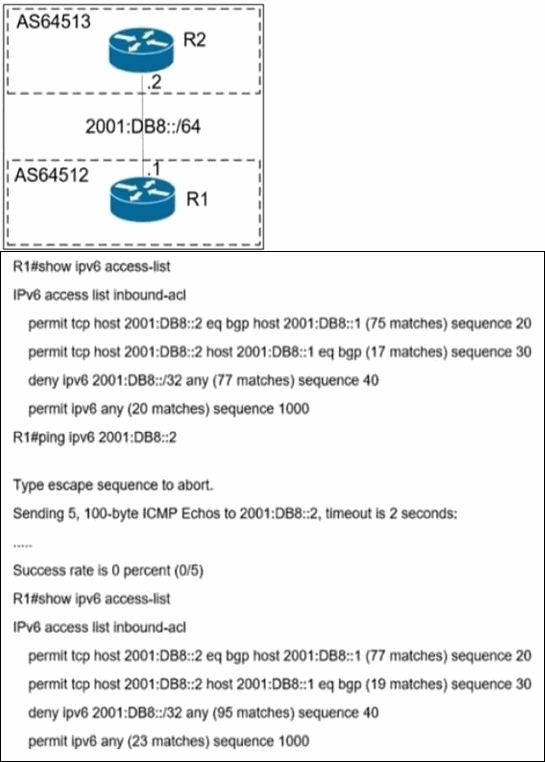 AS64513
R2
.2
2001:DB8::/64
.1
AS64512
R1
R1#show ipv6 access-list
IPv6 access list inbound-acl
permit tcp host 2001:DB8::2 eq bgp host 2001:DB8::1 (75 matches) sequence 20
permit tcp host 2001:DB8::2 host 2001:DB8::1 eq bgp (17 matches) sequence 30
deny ipv6 2001:DB8::/32 any (77 matches) sequence 40
permit ipv6 any (20 matches) sequence 1000
R1#ping ipv6 2001:DB8::2
Type escape sequence to abort.
Sending 5, 100-byte ICMP Echos to 2001:DB8::2, timeout is 2 seconds:
.....
Success rate is 0 percent (0/5)
R1#show ipv6 access-list
IPv6 access list inbound-acl
permit tcp host 2001:DB8::2 eq bgp host 2001:DB8::1 (77 matches) sequence 20
permit tcp host 2001:DB8::2 host 2001:DB8::1 eq bgp (19 matches) sequence 30
deny ipv6 2001:DB8::/32 any (95 matches) sequence 40
permit ipv6 any (23 matches) sequence 1000